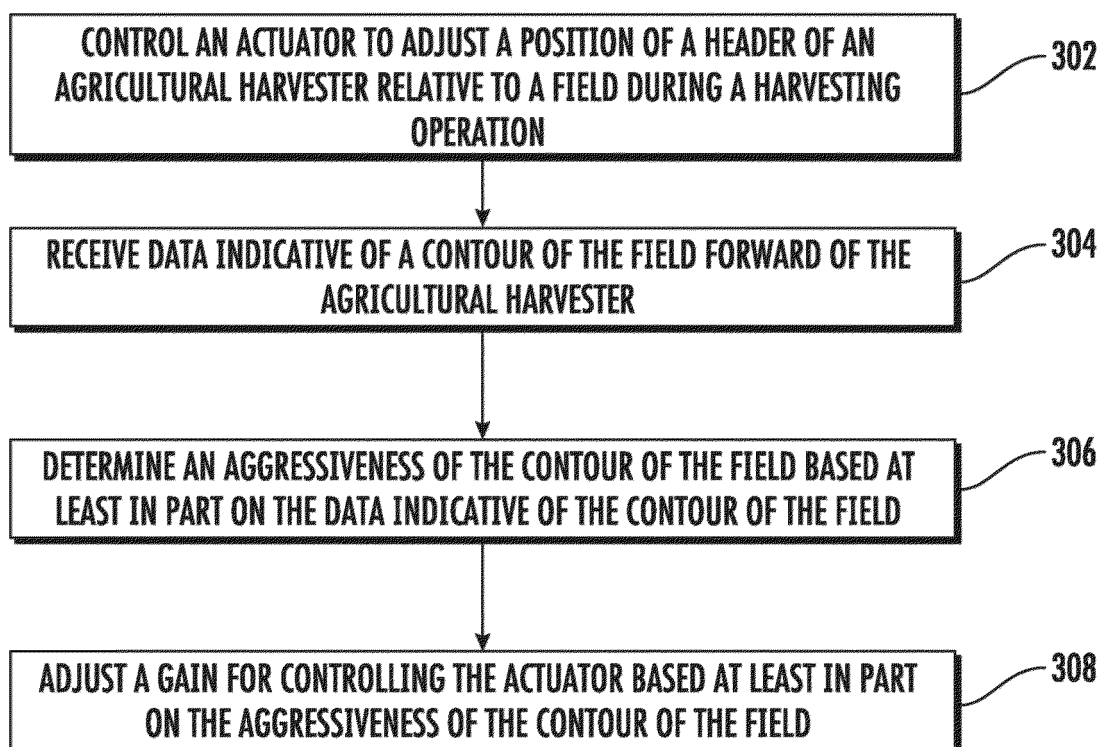 CONTROL AN ACTUATOR TO ADJUST A POSITION OF A HEADER OF AN
AGRICULTURAL HARVESTER RELATIVE TO A FIELD DURING A HARVESTING
OPERATION
302
RECEIVE DATA INDICATIVE OF A CONTOUR OF THE FIELD FORWARD OF THE
AGRICULTURAL HARVESTER
304
DETERMINE AN AGGRESSIVENESS OF THE CONTOUR OF THE FIELD BASED AT
LEAST IN PART ON THE DATA INDICATIVE OF THE CONTOUR OF THE FIELD
306
ADJUST A GAIN FOR CONTROLLING THE ACTUATOR BASED AT LEAST IN PART
ON THE AGGRESSIVENESS OF THE CONTOUR OF THE FIELD
308